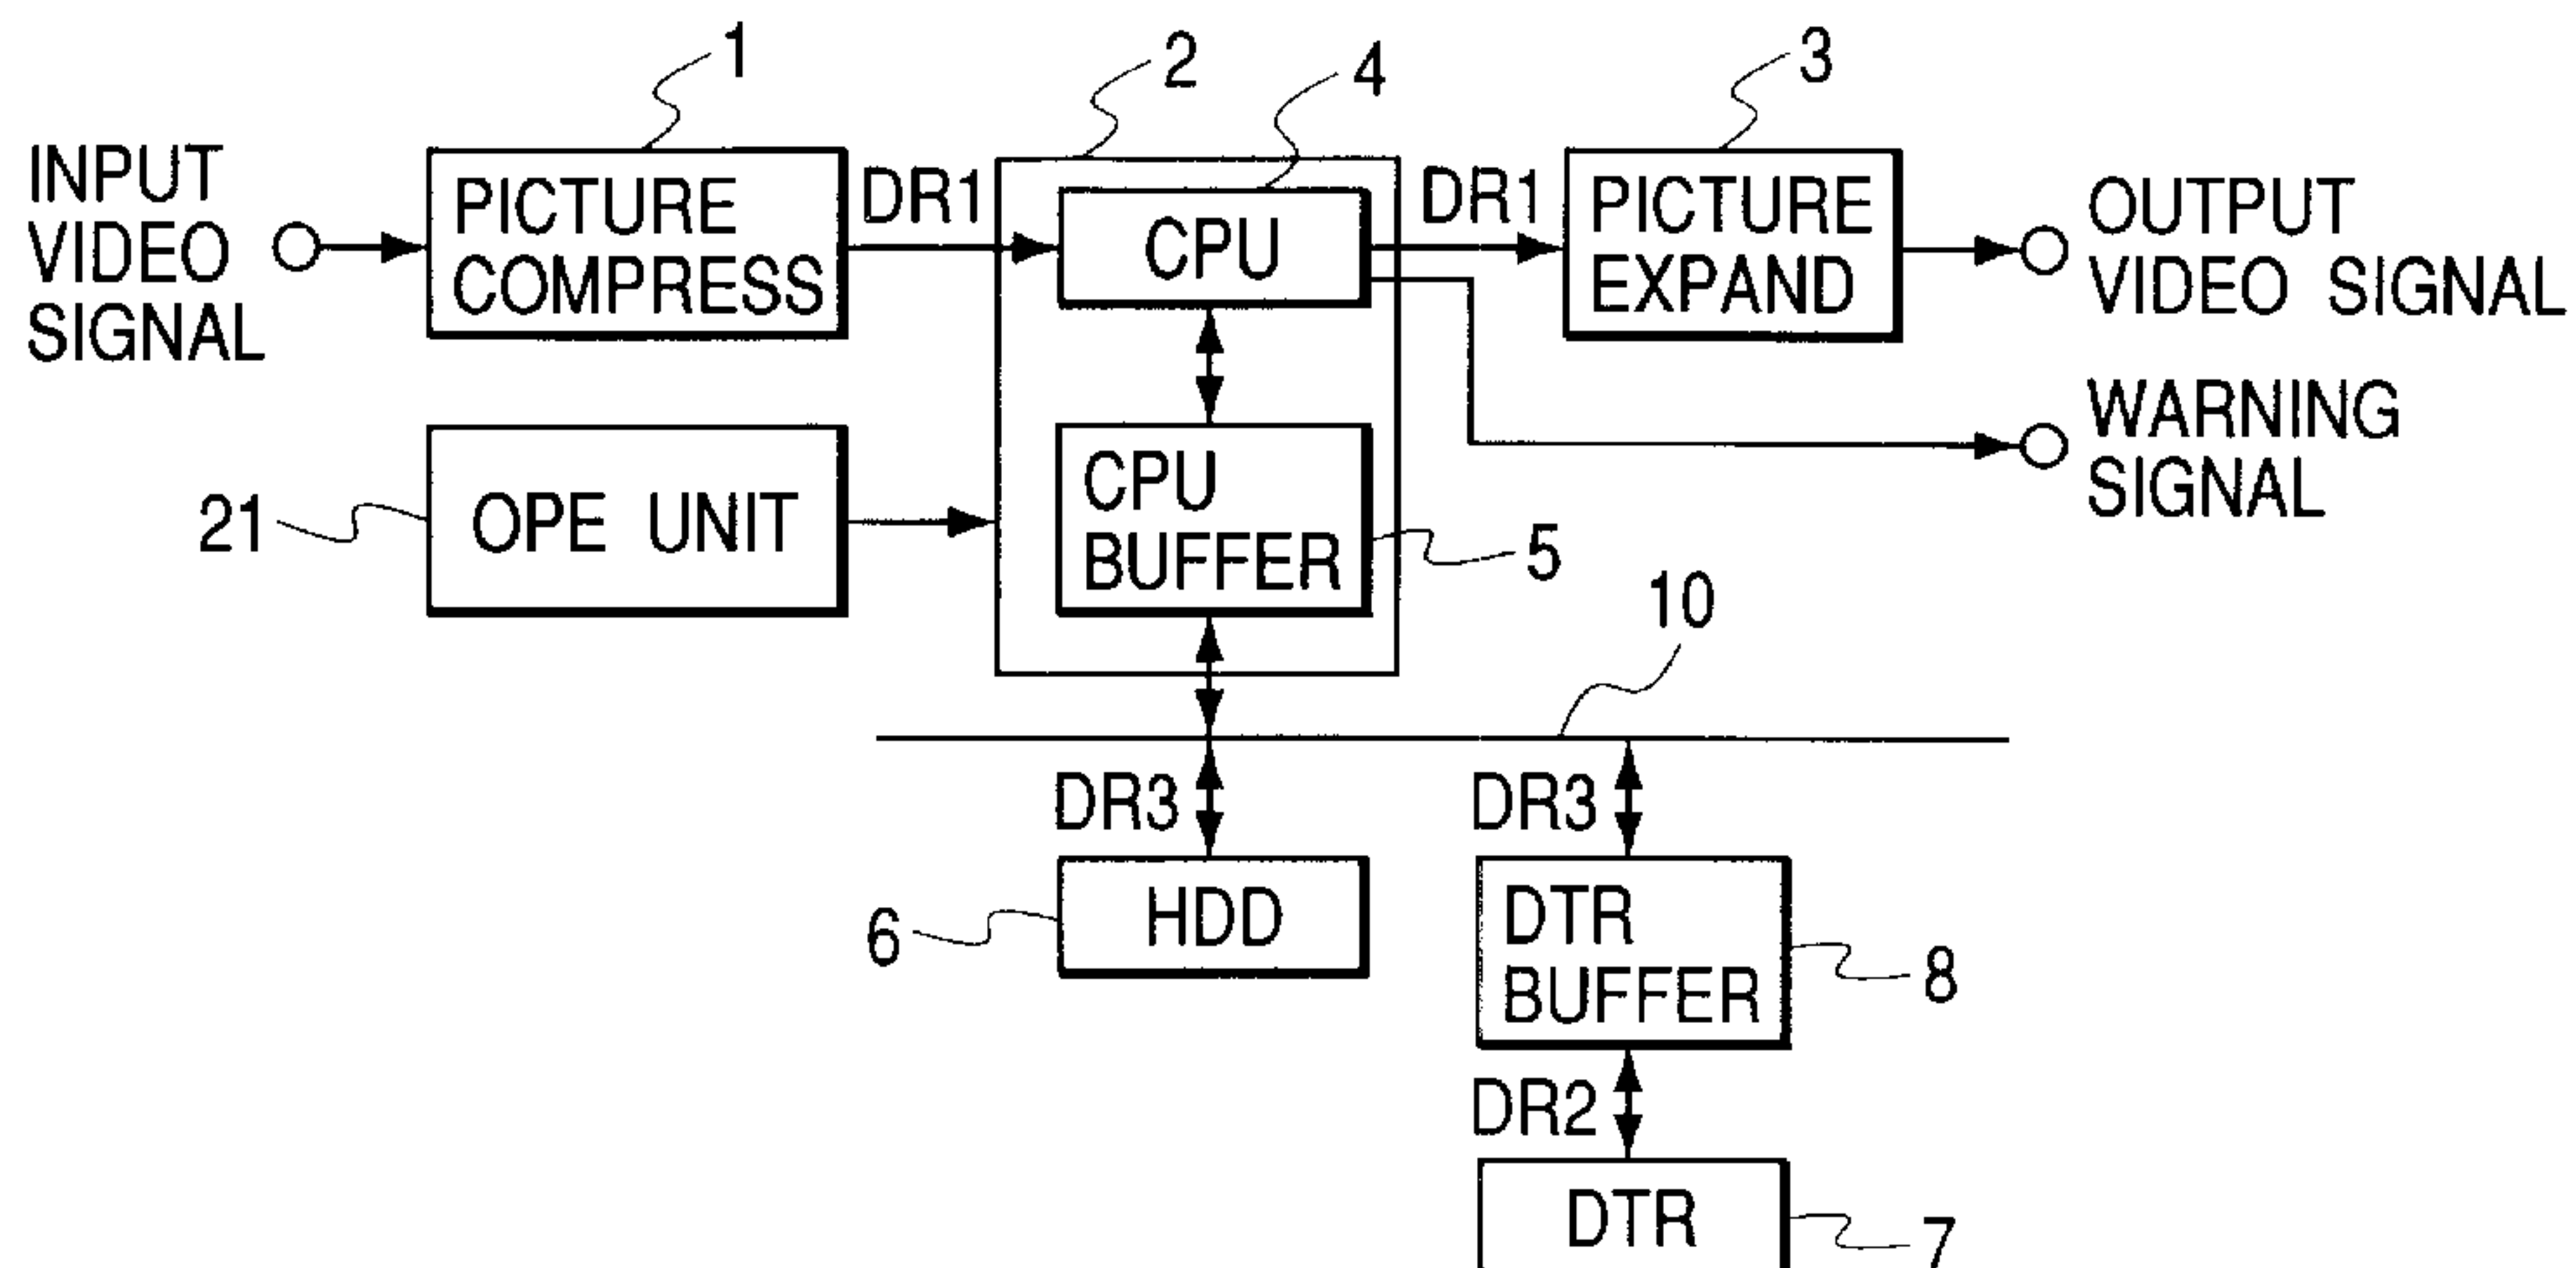 1
2
4
3
INPUT
VIDEO
SIGNAL
PICTURE
COMPRESS
DR1
CPU
DR1
PICTURE
EXPAND
OUTPUT
VIDEO SIGNAL
WARNING
SIGNAL
21
OPE UNIT
CPU
BUFFER
5
10
DR3
DR3
6
HDD
DTR
BUFFER
8
DR2
DTR
7